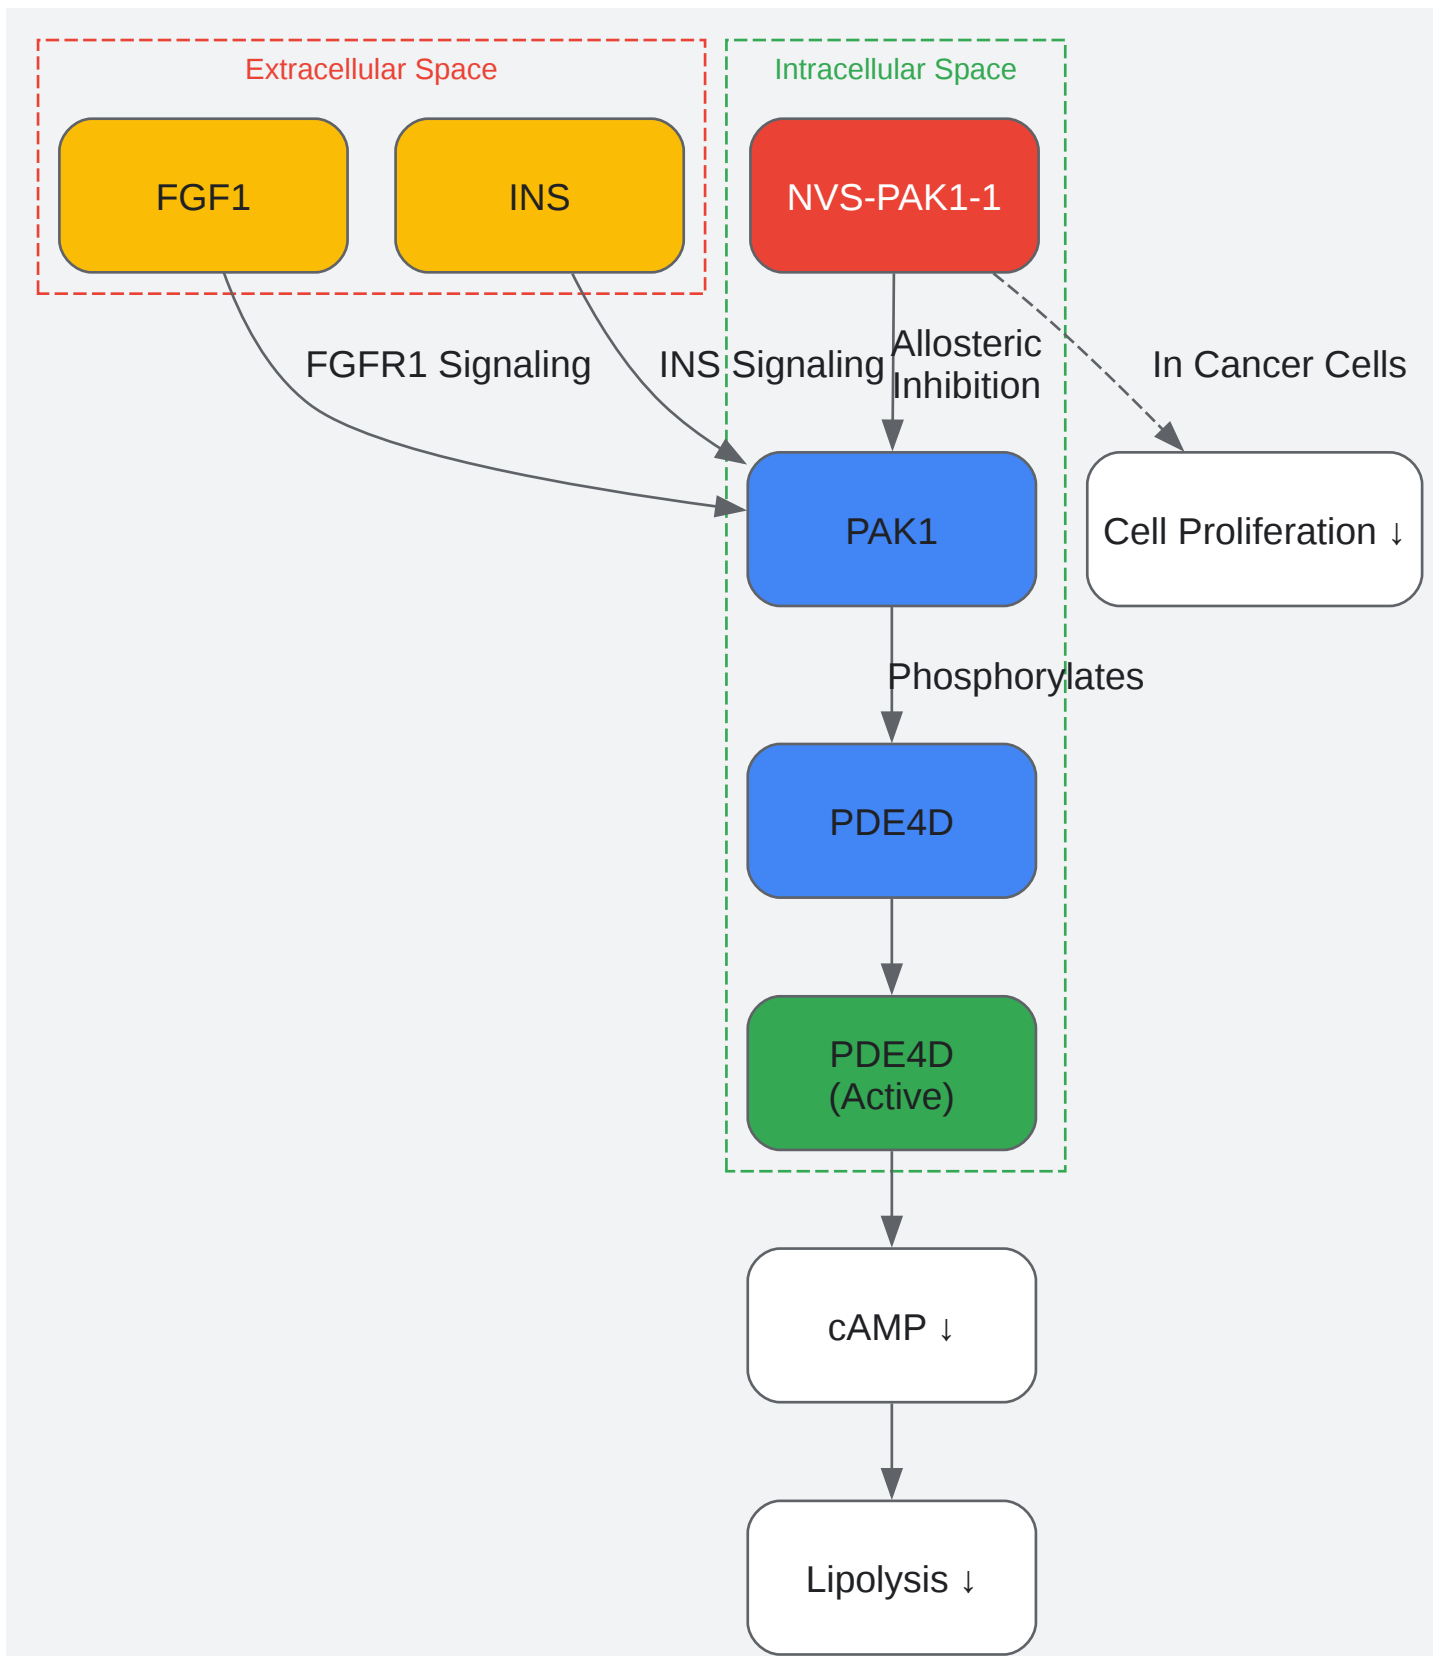 Extracellular Space
Intracellular Space
FGF1
INS
NVS-PAK1-1
FGFR1 Signaling
INS Signaling
Allosteric
Inhibition
In Cancer Cells
PAK1
Cell Proliferation ↓
Phosphorylates
PDE4D
PDE4D
(Active)
cAMP ↓
Lipolysis ↓